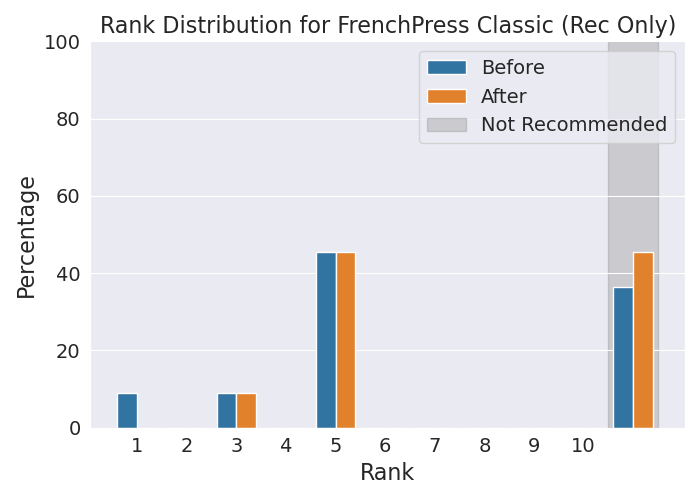 Rank Distribution for FrenchPress Classic (Rec Only)
100
80
60
40
20
0
Percentage
Before
After
Not Recommended
1 2 3 4 5 6 7 8 9 10
Rank